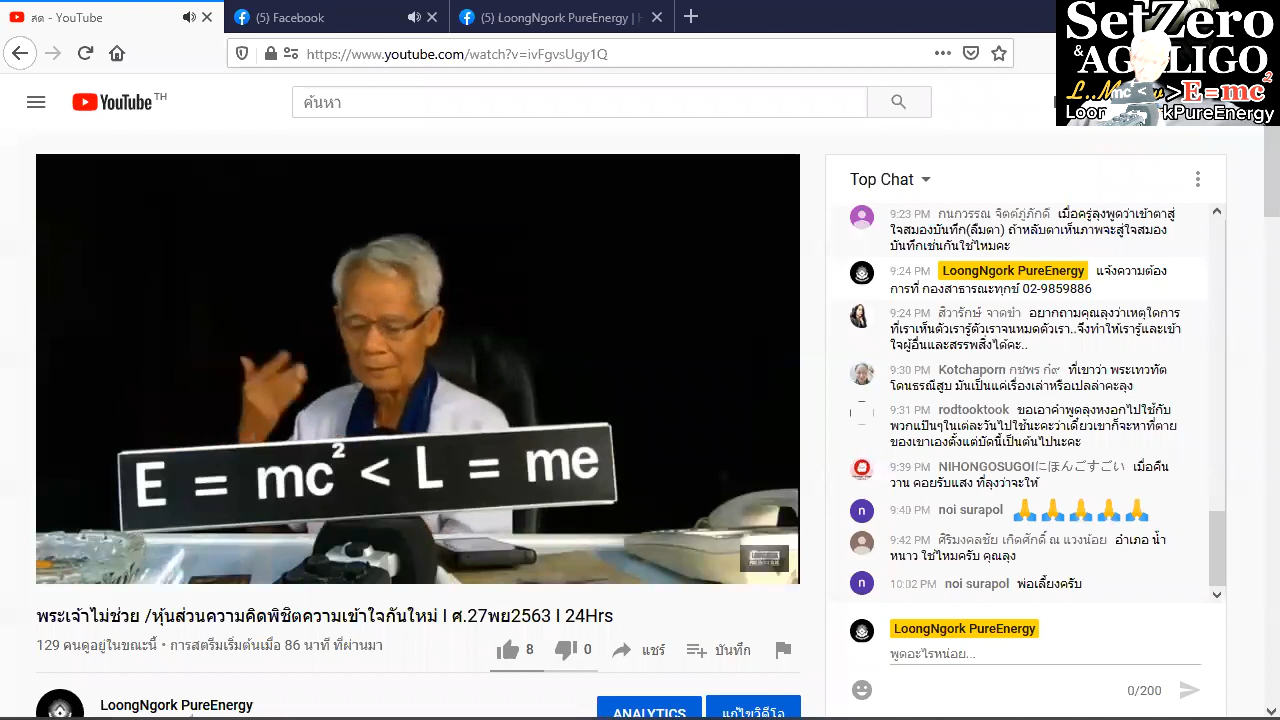 สด - YouTube
(5) Facebook
(5) LoongNgork PureEnergy | H
https://www.youtube.com/watch?v=ivFgvsUgy1Q
SetZero
&
L..M
mc
E=mc²
kPureEnergy
YouTube TH
ค้นหา
E = mc² < L = me
Top Chat
9:23 PM กนกวรรณ จิตต์ภู่ภักดี เมื่อครู่ลุงพูดว่าเข้าตาสู่
ใจสมองบันทึก(ลืมตา) ถ้าหลับตาเห็นภาพจะสู่ใจสมอง
บันทึกเช่นกันใช่ไหมคะ
9:24 PM LoongNgork PureEnergy แจ้งความต้อง
การที่ กองสาธารณะทุกข์ 02-9859886
9:24 PM สิวารักษ์ จาดขำ อยากถามคุณลุงว่าเหตุใดการ
ที่เราเห็นตัวเรารู้ตัวเราจนหมดตัวเรา..จึงทำให้เรารู้และเข้า
ใจผู้อื่นและสรรพสิ่งได้คะ..
9:30 PM Kotchaporn กชพร ก๋๙ ที่เขาว่า พระเทวทัต
โดนธรณีสูบ มันเป็นแค่เรื่องเล่าหรือเปลล่าคะลุง
9:31 PM rodtooktook ขอเอาคำพูดลุงหงอกไปใช้กับ
พวกแป๊นๆในเต่ละวันไปใช้นะคะว่าเดี๋ยวเขาก็จะหาที่ตาย
ของเขาเองตั้งแต่บัดนี้เป็นต้นไปนะคะ
9:39 PM NIHONGOSUGOIにほんごすごい เมื่อคืน
วาน คอยรับแสง ที่ลุงว่าจะให้
9:40 PM noi surapol 🙏🙏🙏🙏🙏
9:42 PM ศิริมงคลชัย เกิดศักดิ์ ณ แวงน้อย อำเภอ น้ำ
หนาว ใช่ไหมครับ คุณลุง
10:02 PM noi surapol พ่อเลี้ยงครับ
LoongNgork PureEnergy
พูดอะไรหน่อย...
0/200
พระเจ้าไม่ช่วย /หุ้นส่วนความคิดพิชิตความเข้าใจกันใหม่ I ศ.27พย2563 I 24Hrs
129 คนดูอยู่ในขณะนี้ • การสตรีมเริ่มต้นเมื่อ 86 นาที ที่ผ่านมา
8
0
แชร์
บันทึก
LoongNgork PureEnergy
ANALYTICS
แก้ไขวิดีโอ